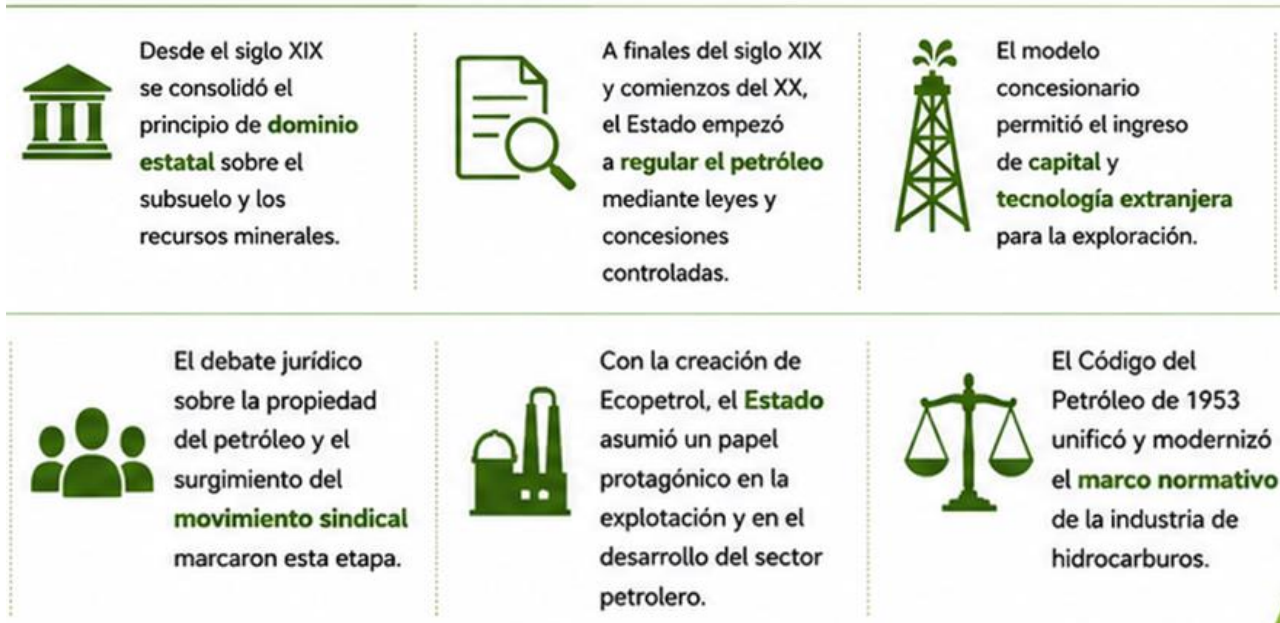 Desde el siglo XIX
se consolidó el
principio de dominio
estatal sobre el
subsuelo y los
recursos minerales.
A finales del siglo XIX
y comienzos del XX,
el Estado empezó
a regular el petróleo
mediante leyes y
concesiones
controladas.
El modelo
concesionario
permitió el ingreso
de capital y
tecnología extranjera
para la exploración.
El debate jurídico
sobre la propiedad
del petróleo y el
surgimiento del
movimiento sindical
marcaron esta etapa.
Con la creación de
Ecopetrol, el Estado
asumió un papel
protagónico en la
explotación y en el
desarrollo del sector
petrolero.
El Código del
Petróleo de 1953
unificó y modernizó
el marco normativo
de la industria de
hidrocarburos.